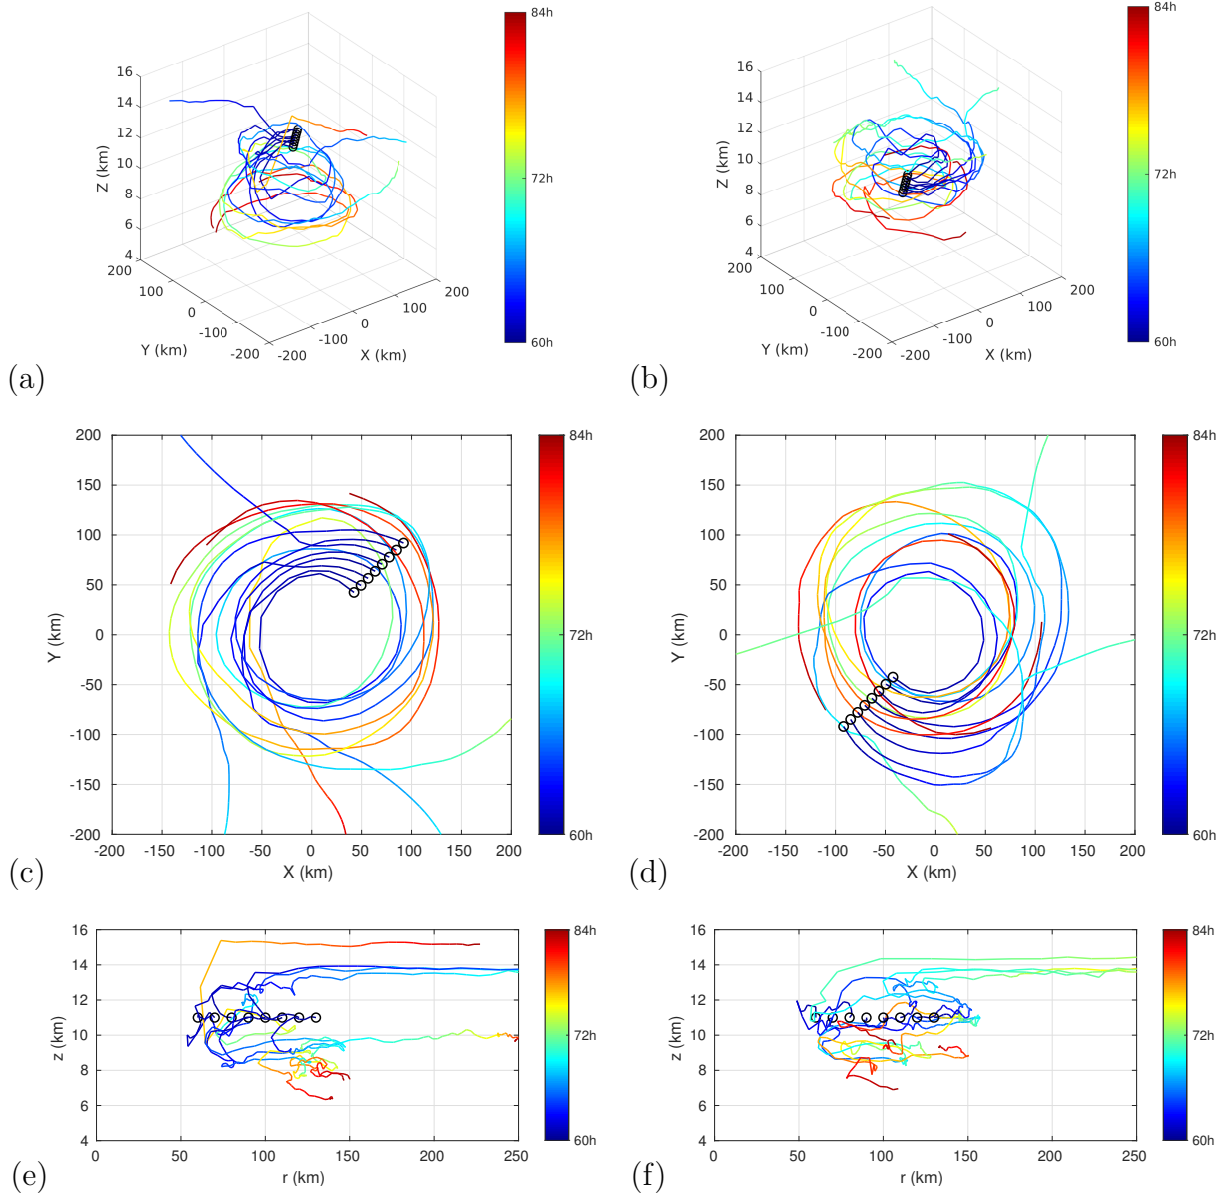 84h
72h
60h
16
14
12
10
8
6
4
Z (km)
200
100
0
-100
-200
Y (km)
-200
-100
0
100
200
X (km)
(a)
84h
72h
60h
16
14
12
10
8
6
4
Z (km)
200
100
0
-100
-200
Y (km)
-200
-100
0
100
200
X (km)
(b)
200
150
100
50
0
-50
-100
-150
-200
Y (km)
-200 -150 -100 -50 0 50 100 150 200
X (km)
84h
72h
60h
(c)
200
150
100
50
0
-50
-100
-150
-200
Y (km)
-200 -150 -100 -50 0 50 100 150 200
X (km)
84h
72h
60h
(d)
16
14
12
10
8
6
4
z (km)
0 50 100 150 200 250
r (km)
84h
72h
60h
(e)
16
14
12
10
8
6
4
z (km)
0 50 100 150 200 250
r (km)
84h
72h
60h
(f)